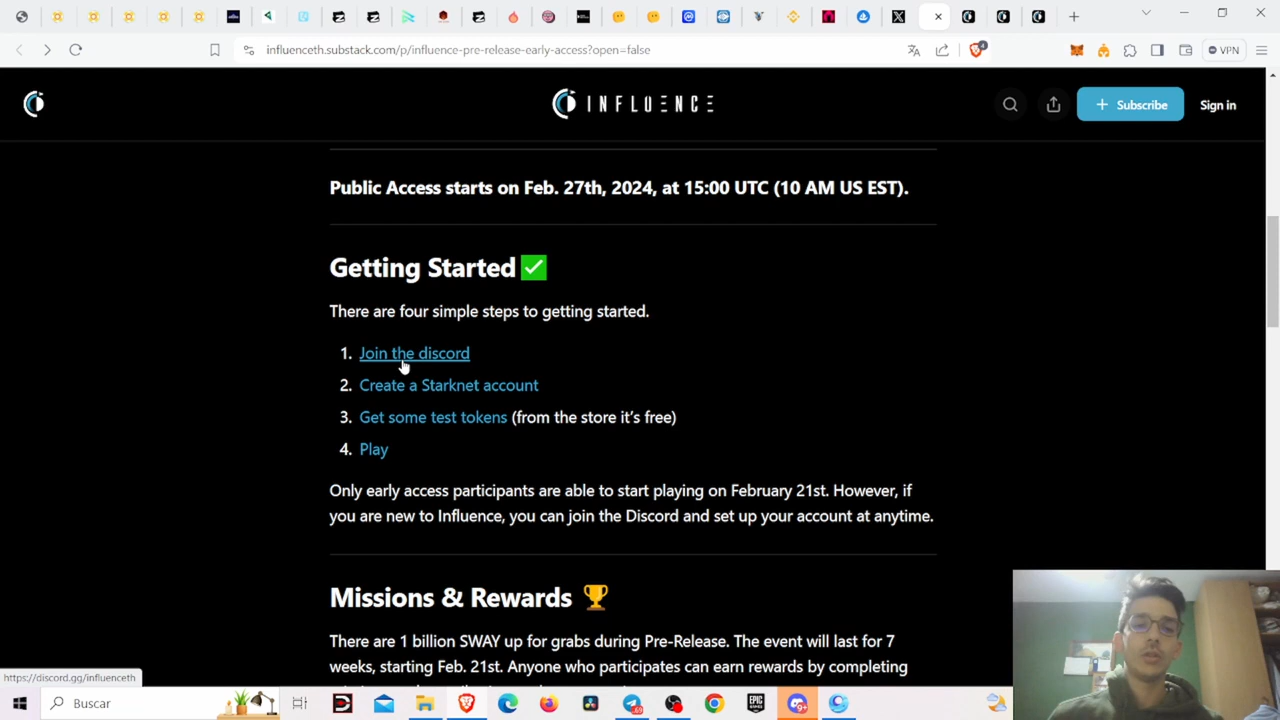 influenceth.substack.com/p/influence-pre-release-early-access?open=false
4
VPN
INFLUENCE
Subscribe
Sign in
Public Access starts on Feb. 27th, 2024, at 15:00 UTC (10 AM US EST).
Getting Started ✅
There are four simple steps to getting started.
1. Join the discord
2. Create a Starknet account
3. Get some test tokens (from the store it’s free)
4. Play
Only early access participants are able to start playing on February 21st. However, if
you are new to Influence, you can join the Discord and set up your account at anytime.
Missions & Rewards 🏆
There are 1 billion SWAY up for grabs during Pre-Release. The event will last for 7
weeks, starting Feb. 21st. Anyone who participates can earn rewards by completing
https://discord.gg/influenceth
Buscar